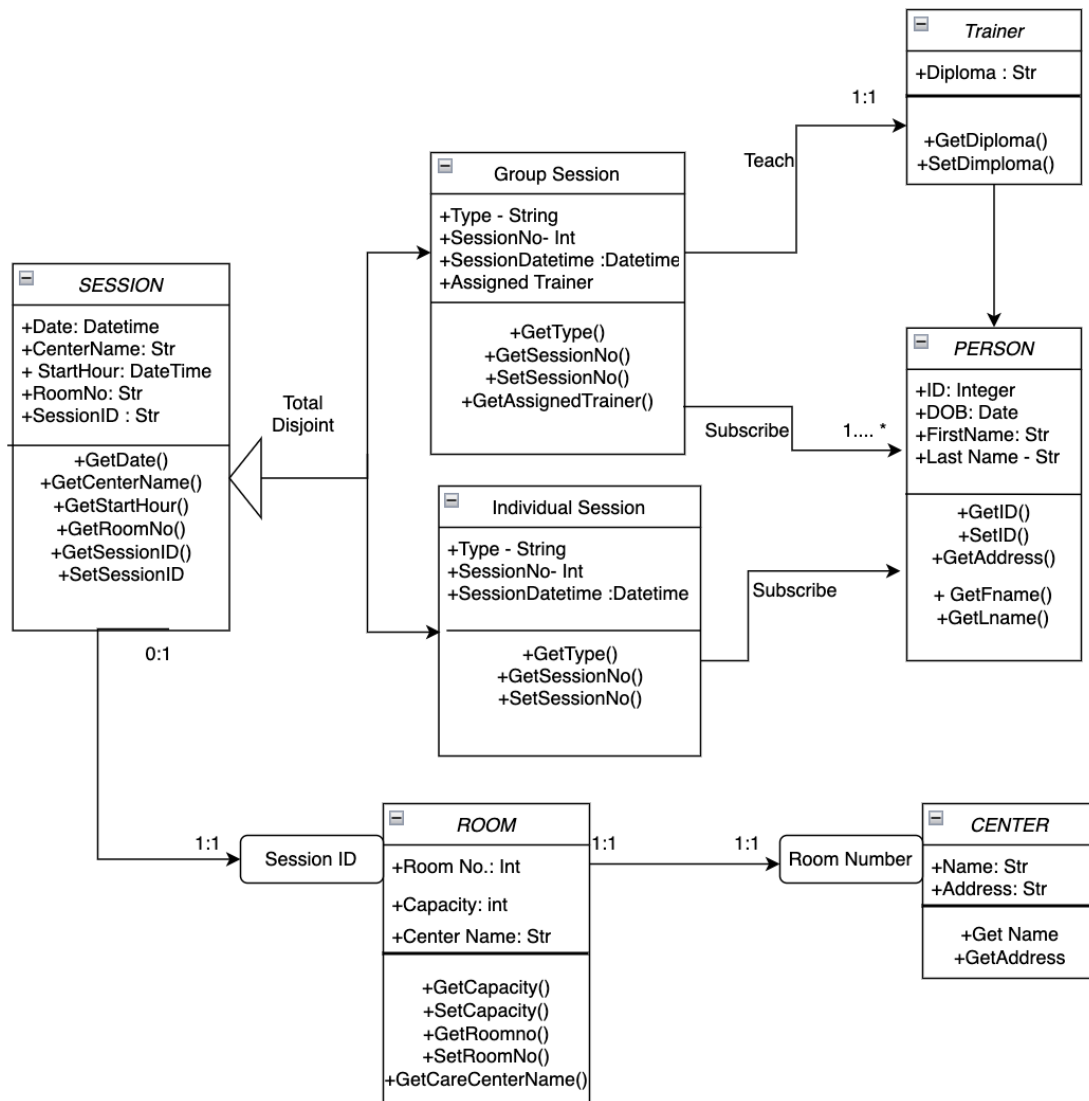 Trainer
+Diploma : Str
+GetDiploma()
+SetDimploma()
1:1
Teach
Group Session
+Type - String
+SessionNo- Int
+SessionDatetime :Datetime
+Assigned Trainer
+GetType()
+GetSessionNo()
+SetSessionNo()
+GetAssignedTrainer()
SESSION
+Date: Datetime
+CenterName: Str
+ StartHour: DateTime
+RoomNo: Str
+SessionID : Str
+GetDate()
+GetCenterName()
+GetStartHour()
+GetRoomNo()
+GetSessionID()
+SetSessionID
Total
Disjoint
Subscribe
1.... *
PERSON
+ID: Integer
+DOB: Date
+FirstName: Str
+Last Name - Str
+GetID()
+SetID()
+GetAddress()
+ GetFname()
+GetLname()
Individual Session
+Type - String
+SessionNo- Int
+SessionDatetime :Datetime
+GetType()
+GetSessionNo()
+SetSessionNo()
Subscribe
0:1
1:1
Session ID
ROOM
+Room No.: Int
+Capacity: int
+Center Name: Str
+GetCapacity()
+SetCapacity()
+GetRoomno()
+SetRoomNo()
+GetCareCenterName()
1:1
1:1
Room Number
CENTER
+Name: Str
+Address: Str
+Get Name
+GetAddress